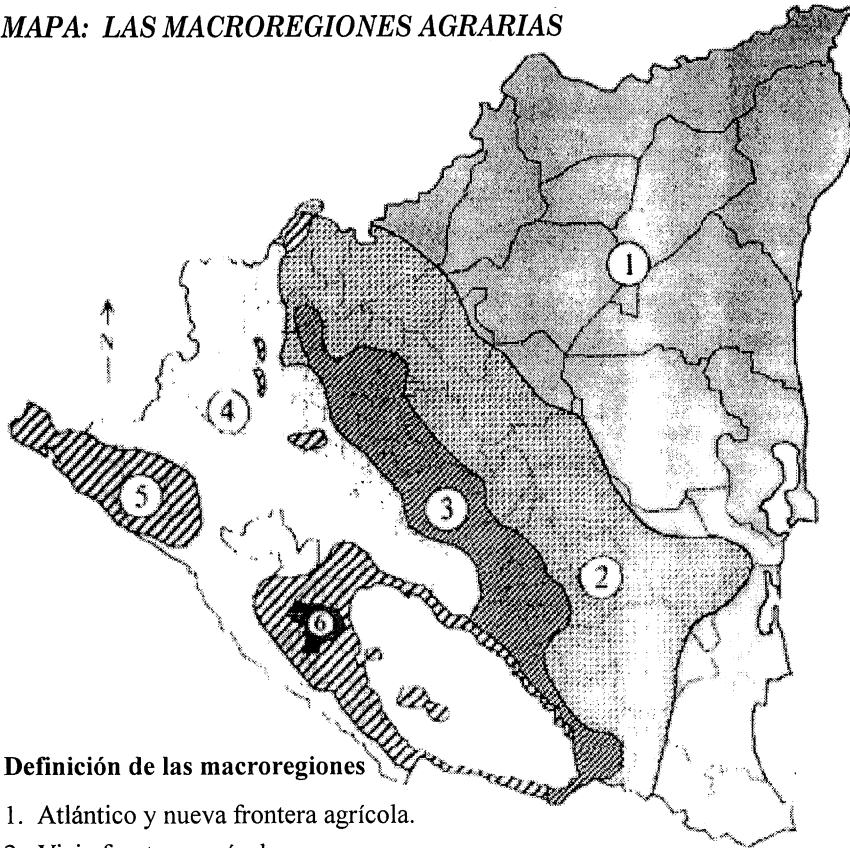 MAPA: LAS MACROREGIONES AGRARIAS
1
N
4
5
3
2
6
Definición de las macroregiones
1. Atlántico y nueva frontera agrícola.